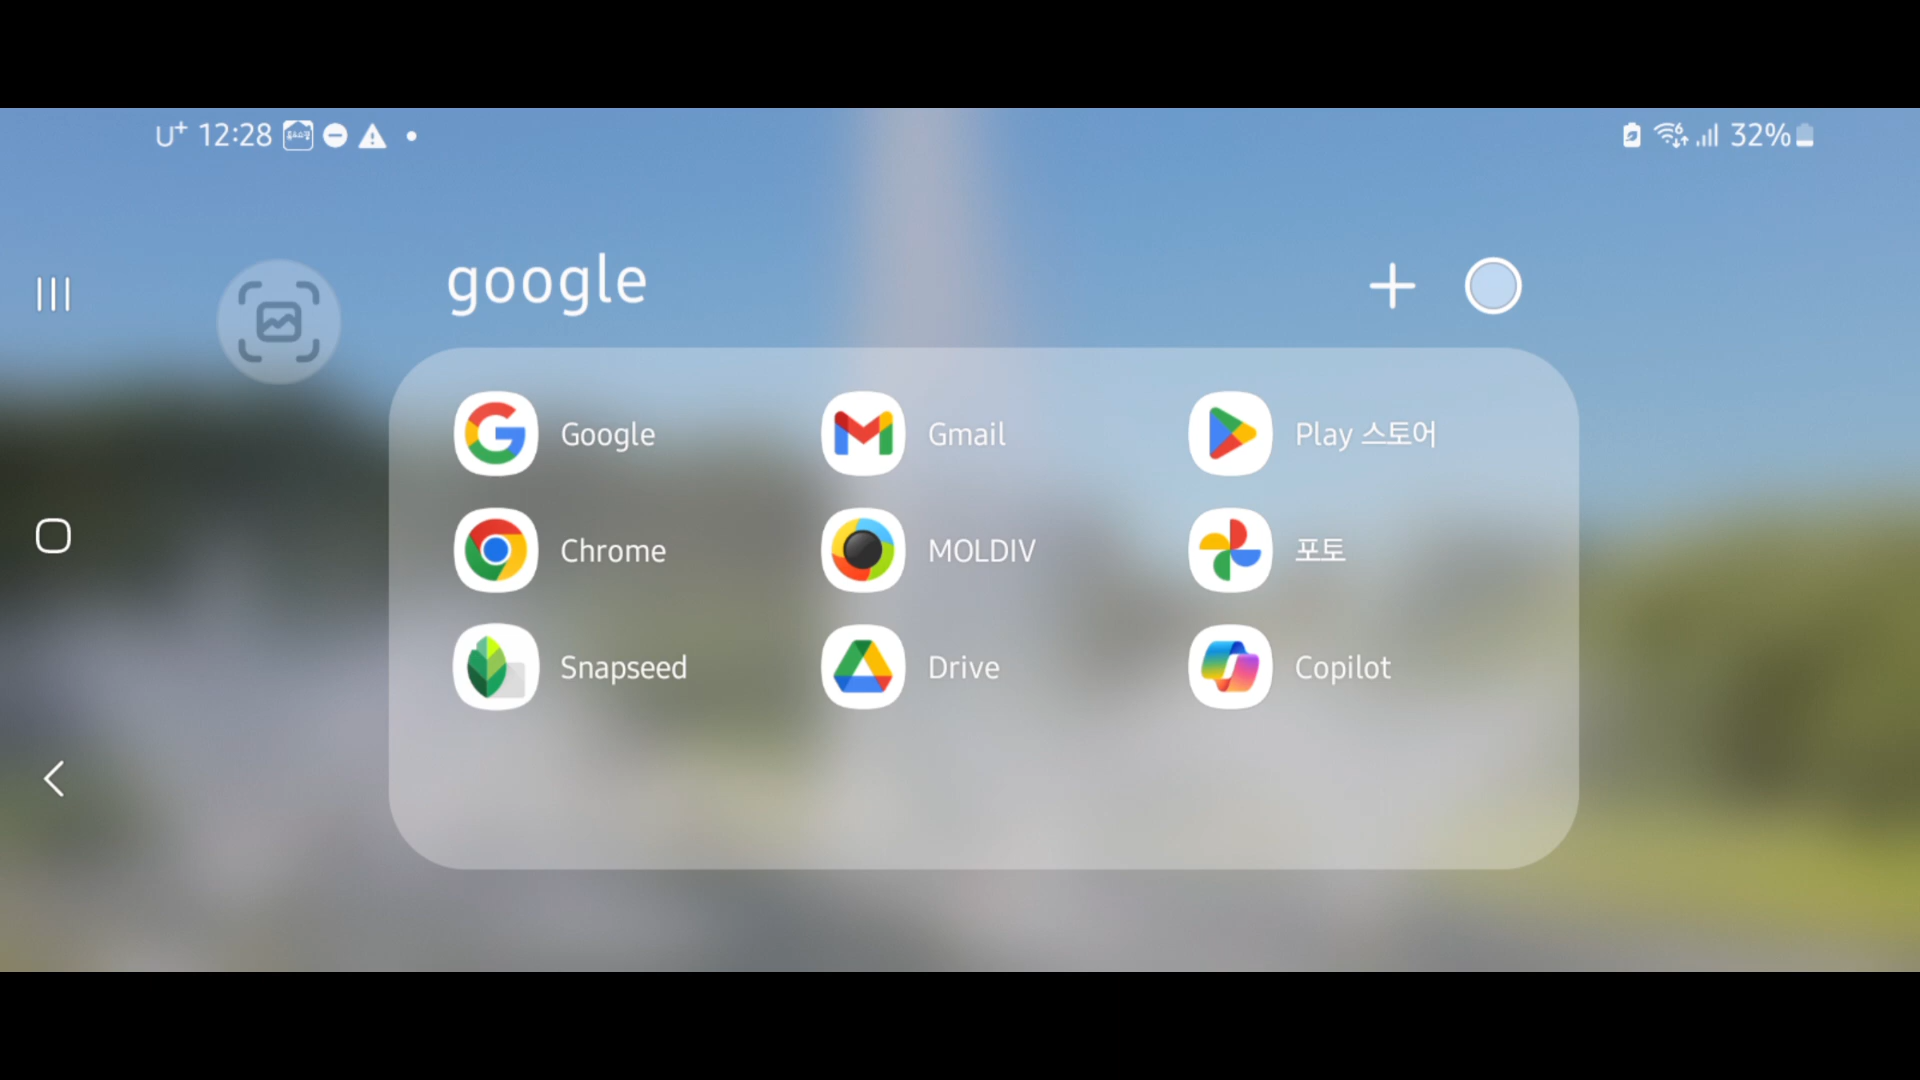 U+ 12:28
32%
google
Google
Gmail
Play 스토어
Chrome
MOLDIV
포토
Snapseed
Drive
Copilot